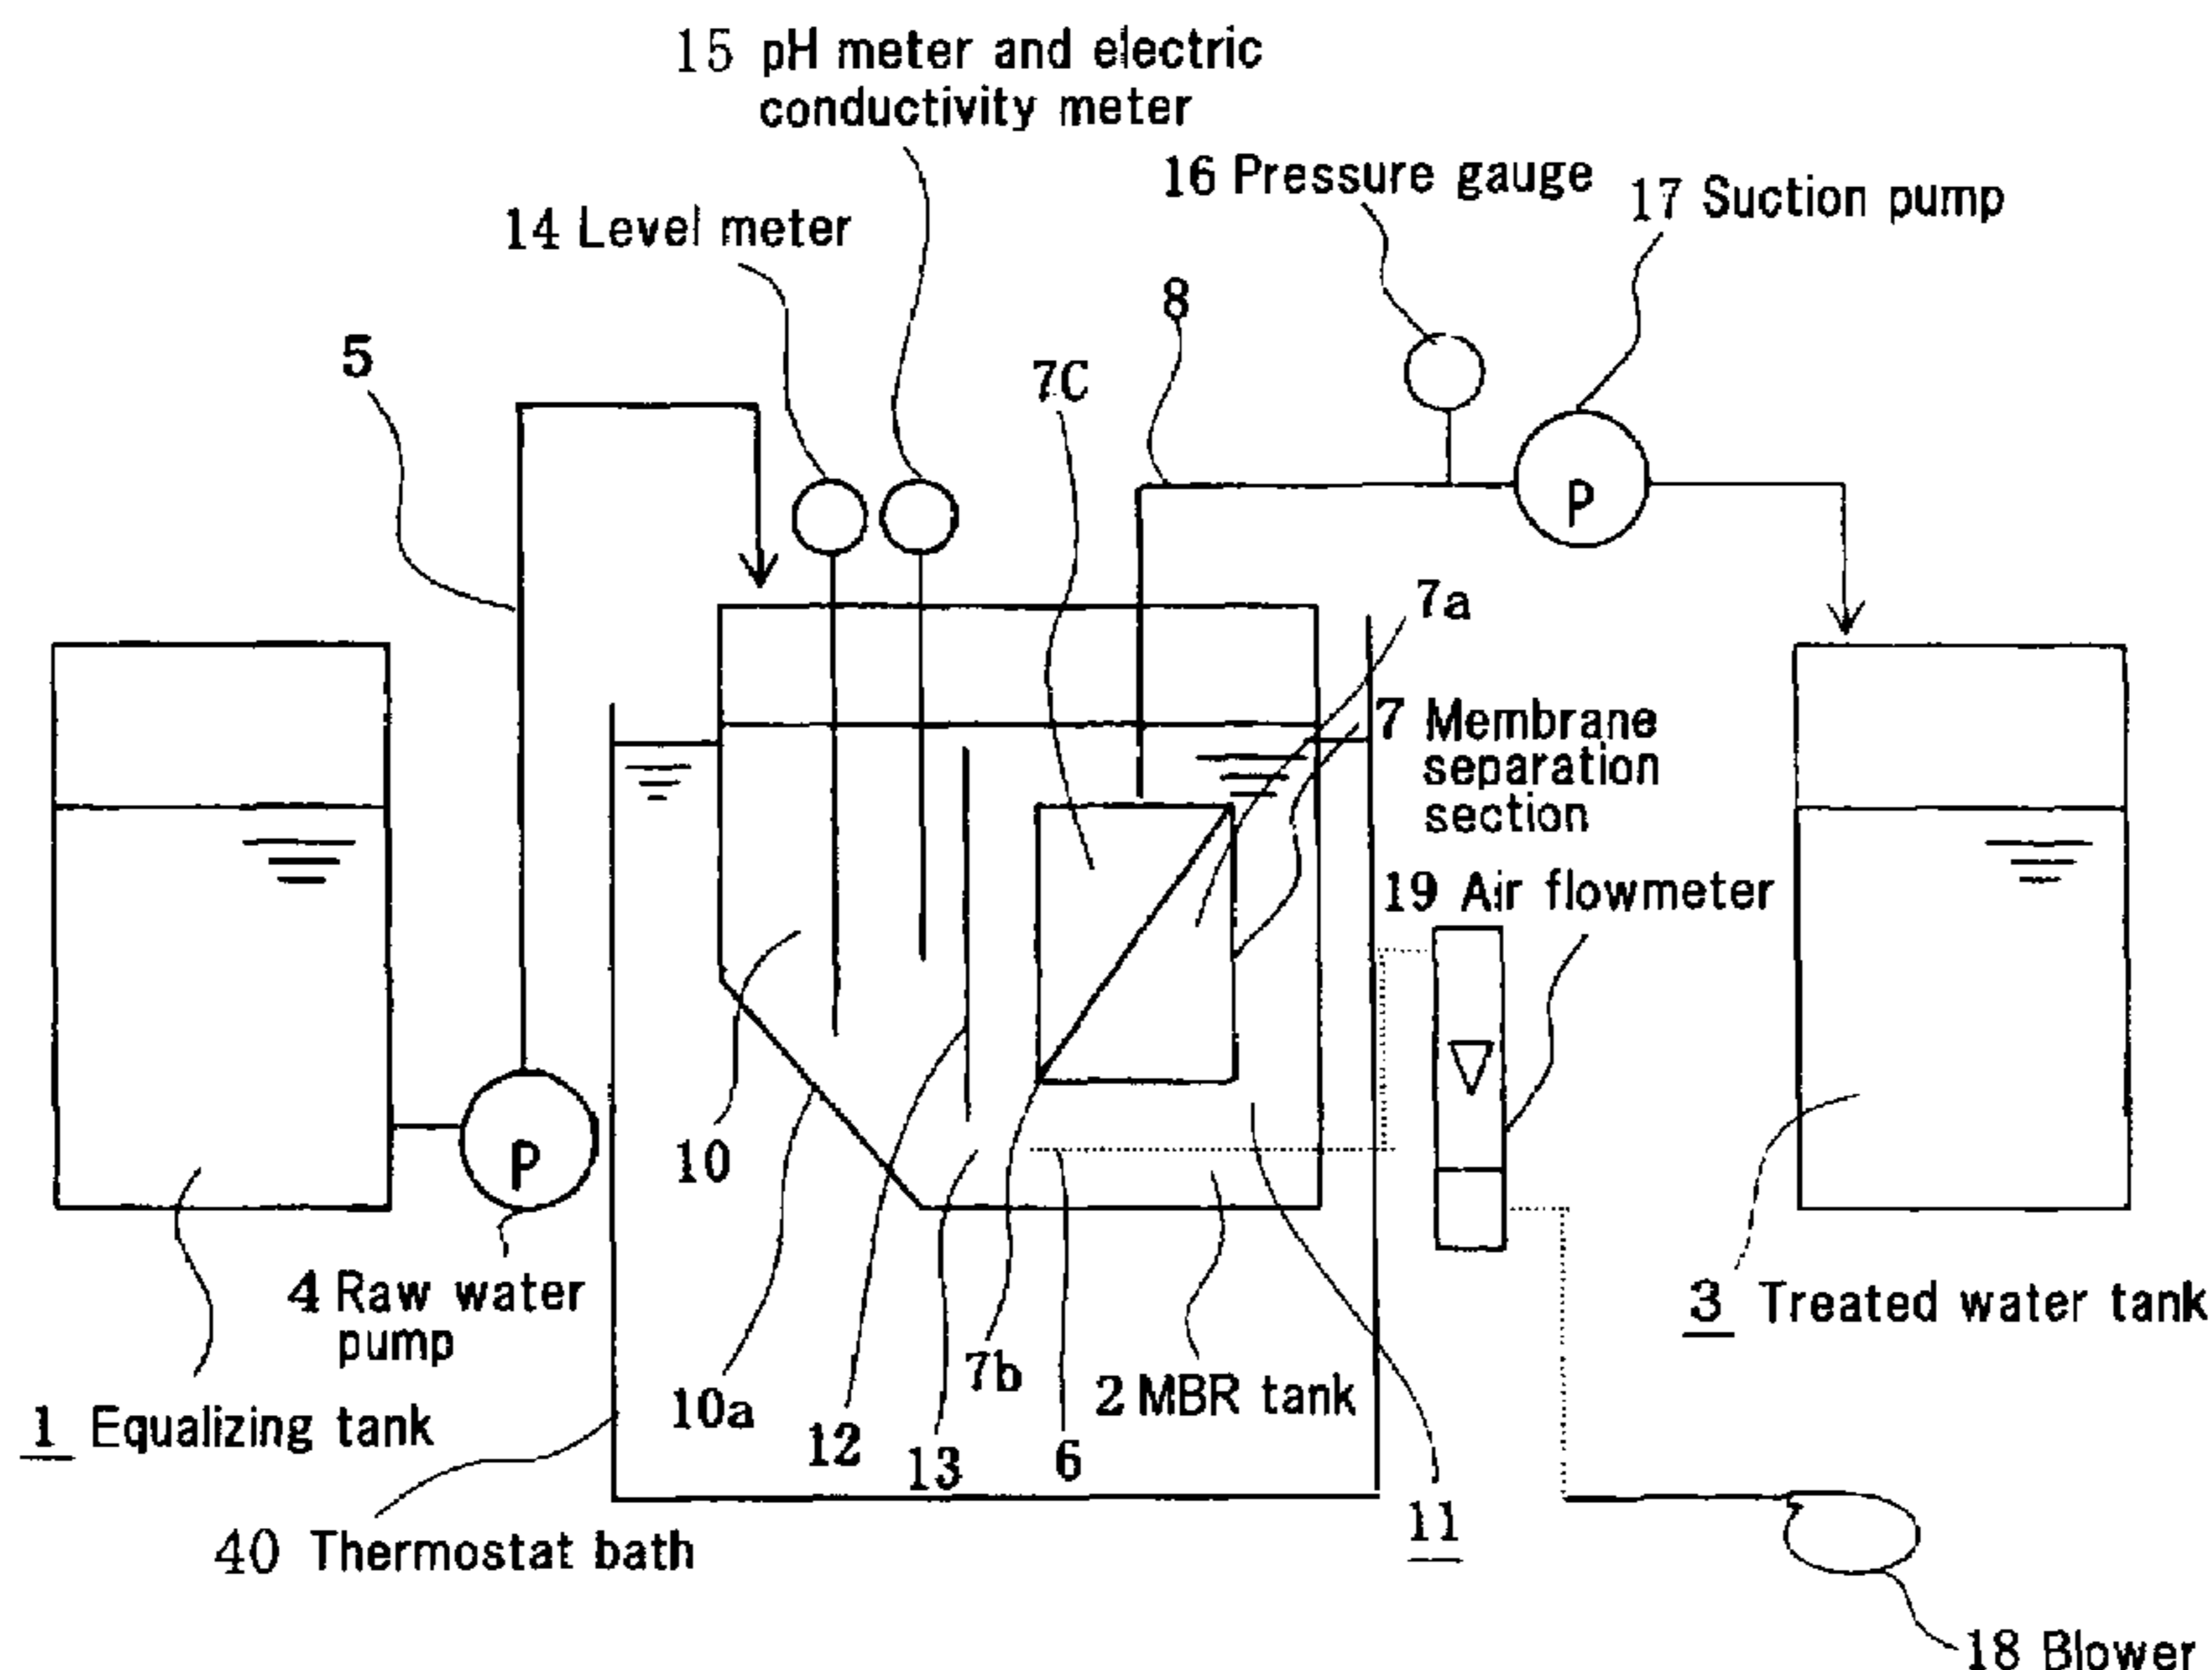 15 pH meter and electric
conductivity meter
16 Pressure gauge
17 Suction pump
14 Level meter
8
5
7C
7a
7 Membrane
separation
section
19 Air flowmeter
10
P
P
4 Raw water
pump
3 Treated water tank
7b
2 MBR tank
10a
1 Equalizing tank
12
13
6
11
40 Thermostat bath
18 Blower